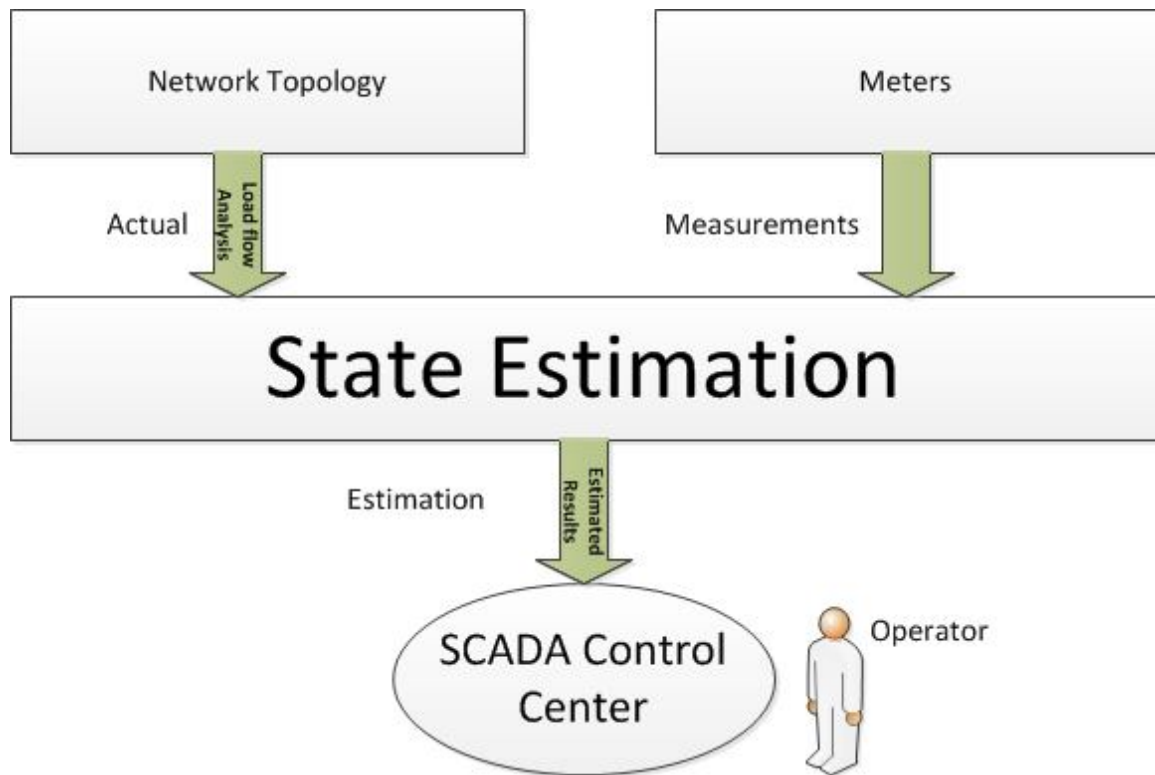 Network Topology
Meters
Actual
Load flow
Analysis
Measurements
State Estimation
Estimation
Estimated
Results
SCADA Control
Center
Operator